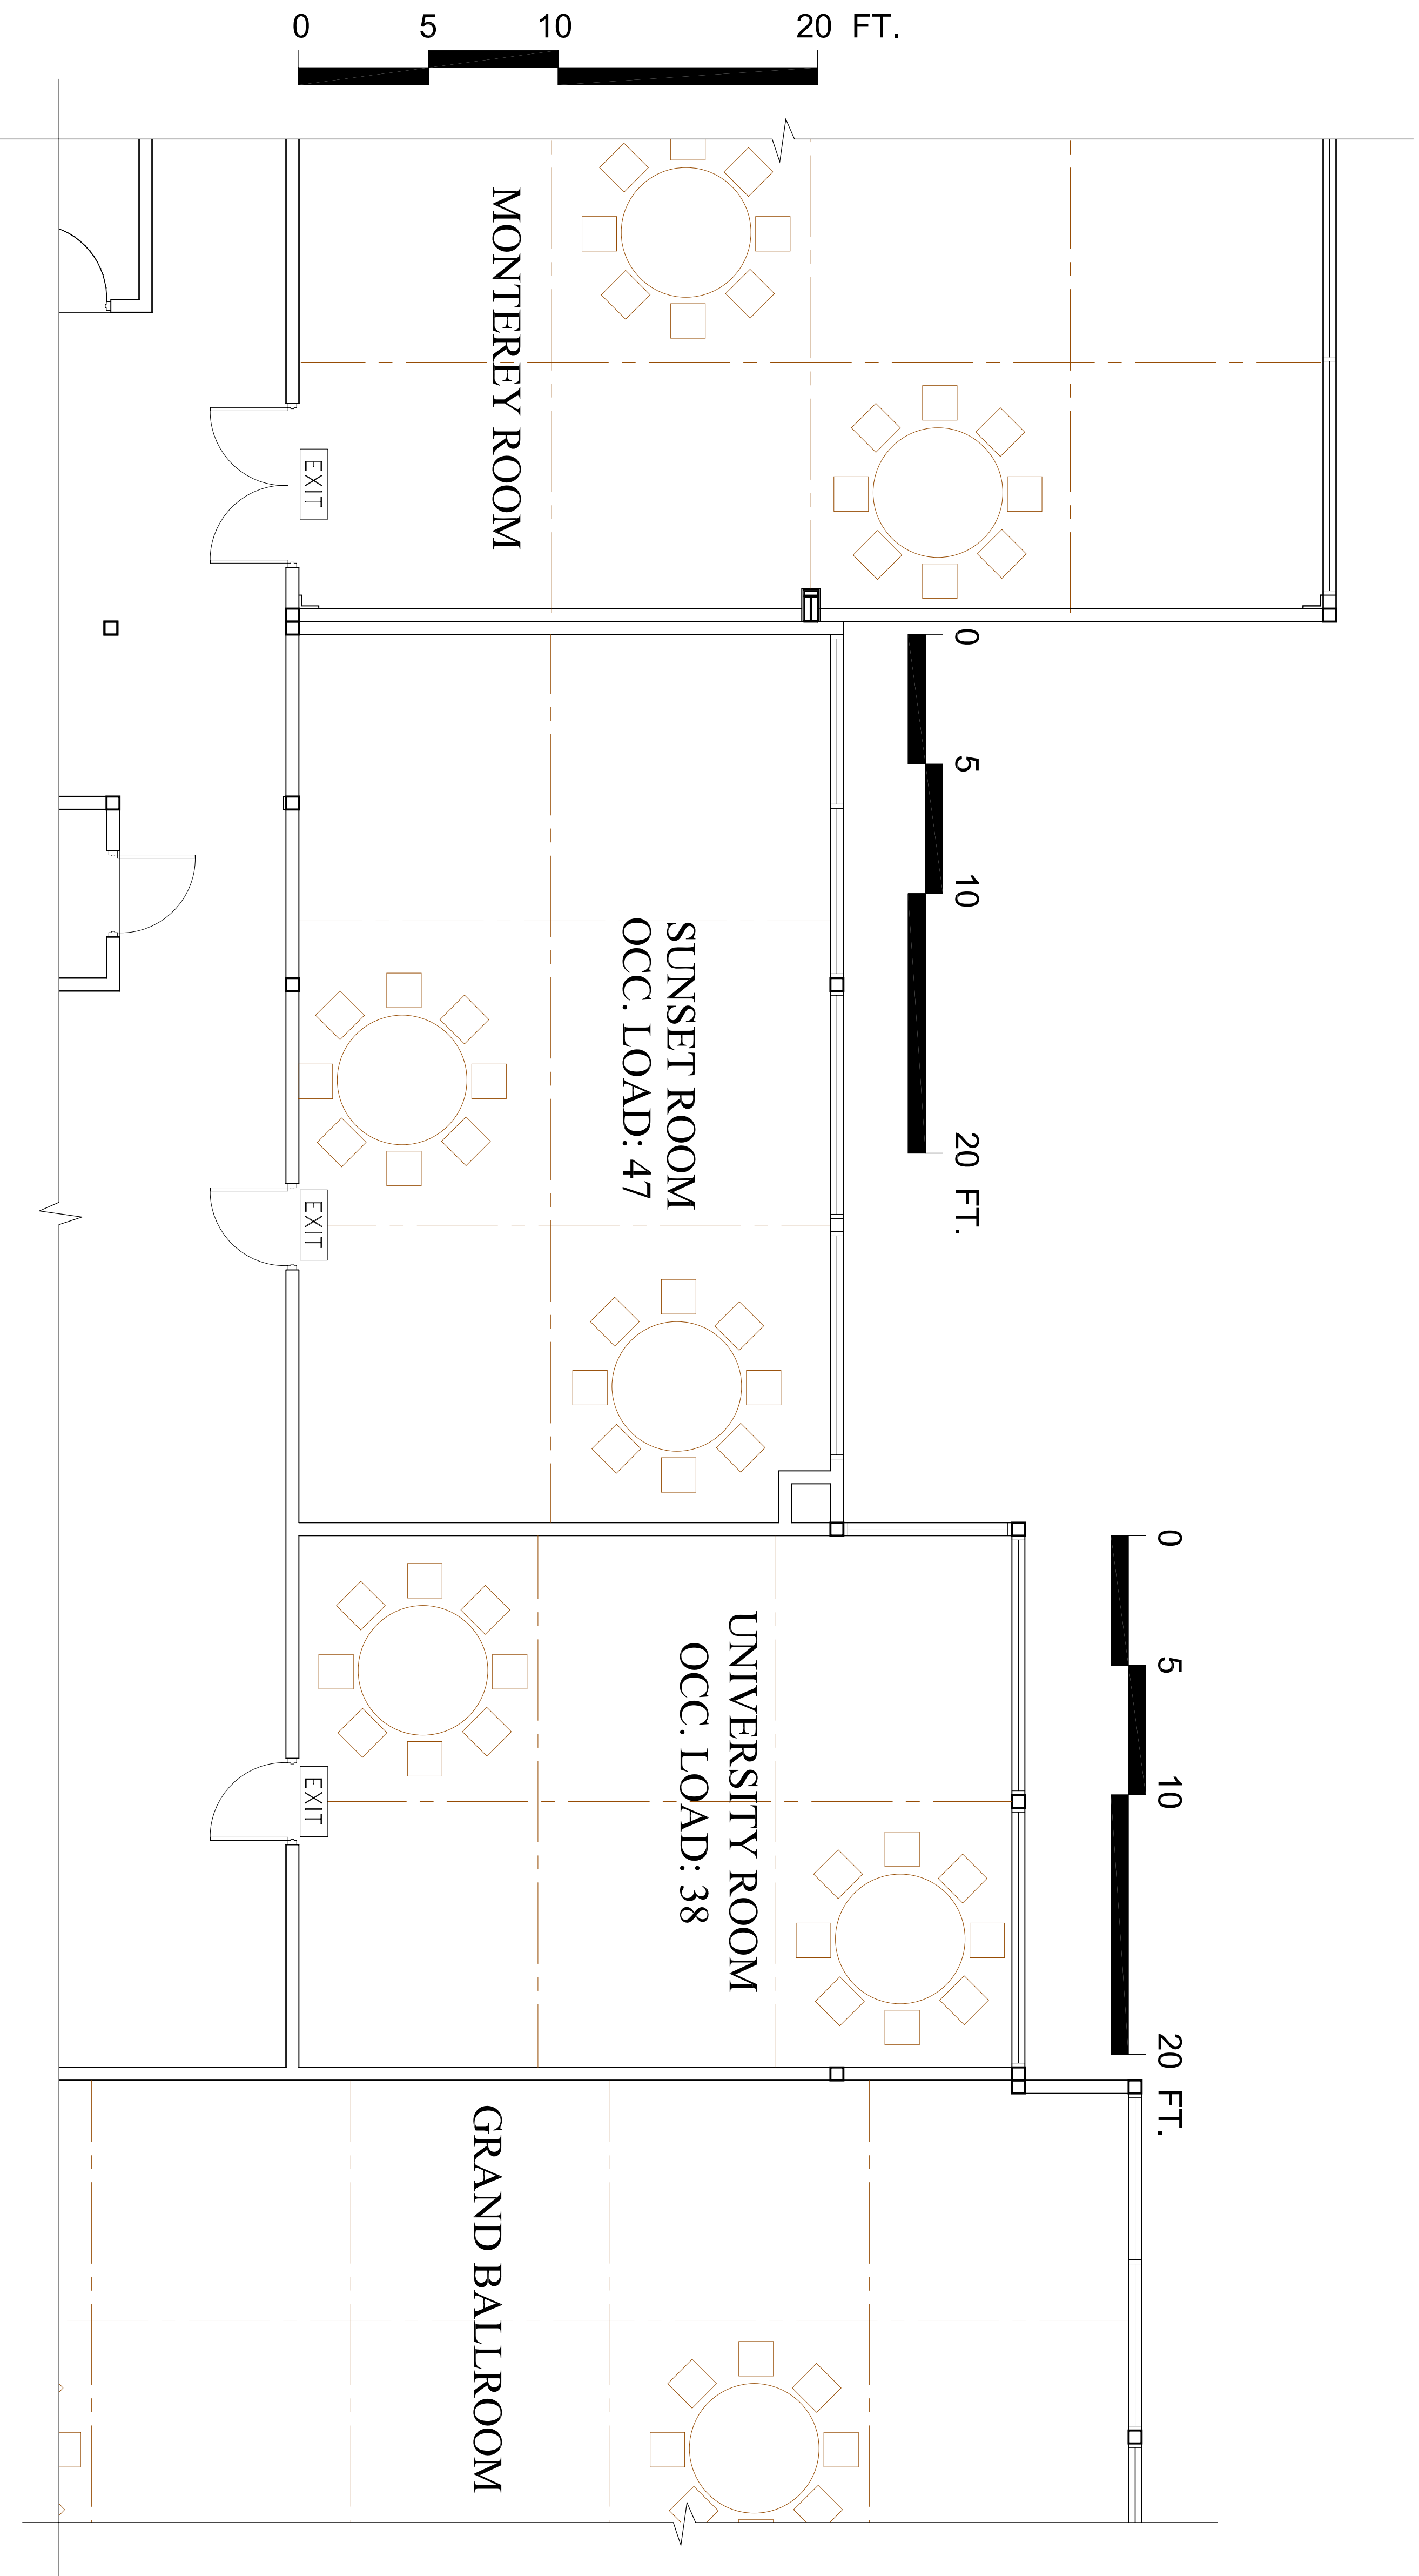 0 5 10 20 FT.
MONTEREY ROOM
EXIT
0 5 10 20 FT.
SUNSET ROOM
OCC. LOAD: 47
EXIT
0 5 10 20 FT.
UNIVERSITY ROOM
OCC. LOAD: 38
EXIT
GRAND BALLROOM